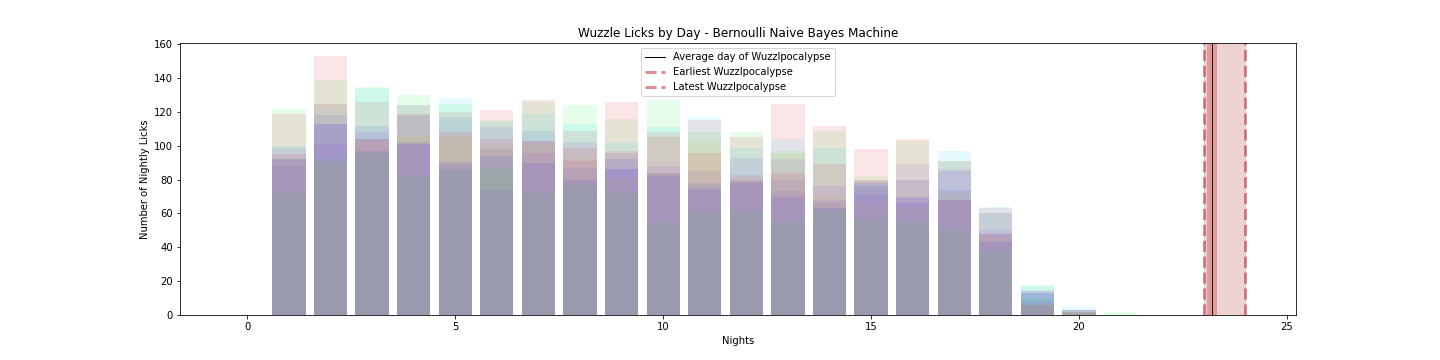 Wuzzle Licks by Day - Bernoulli Naive Bayes Machine
160
140
120
100
80
60
40
20
0
Number of Nightly Licks
Average day of Wuzzlpocalypse
Earliest Wuzzlpocalypse
Latest Wuzzlpocalypse
0 5 10 15 20 25
Nights